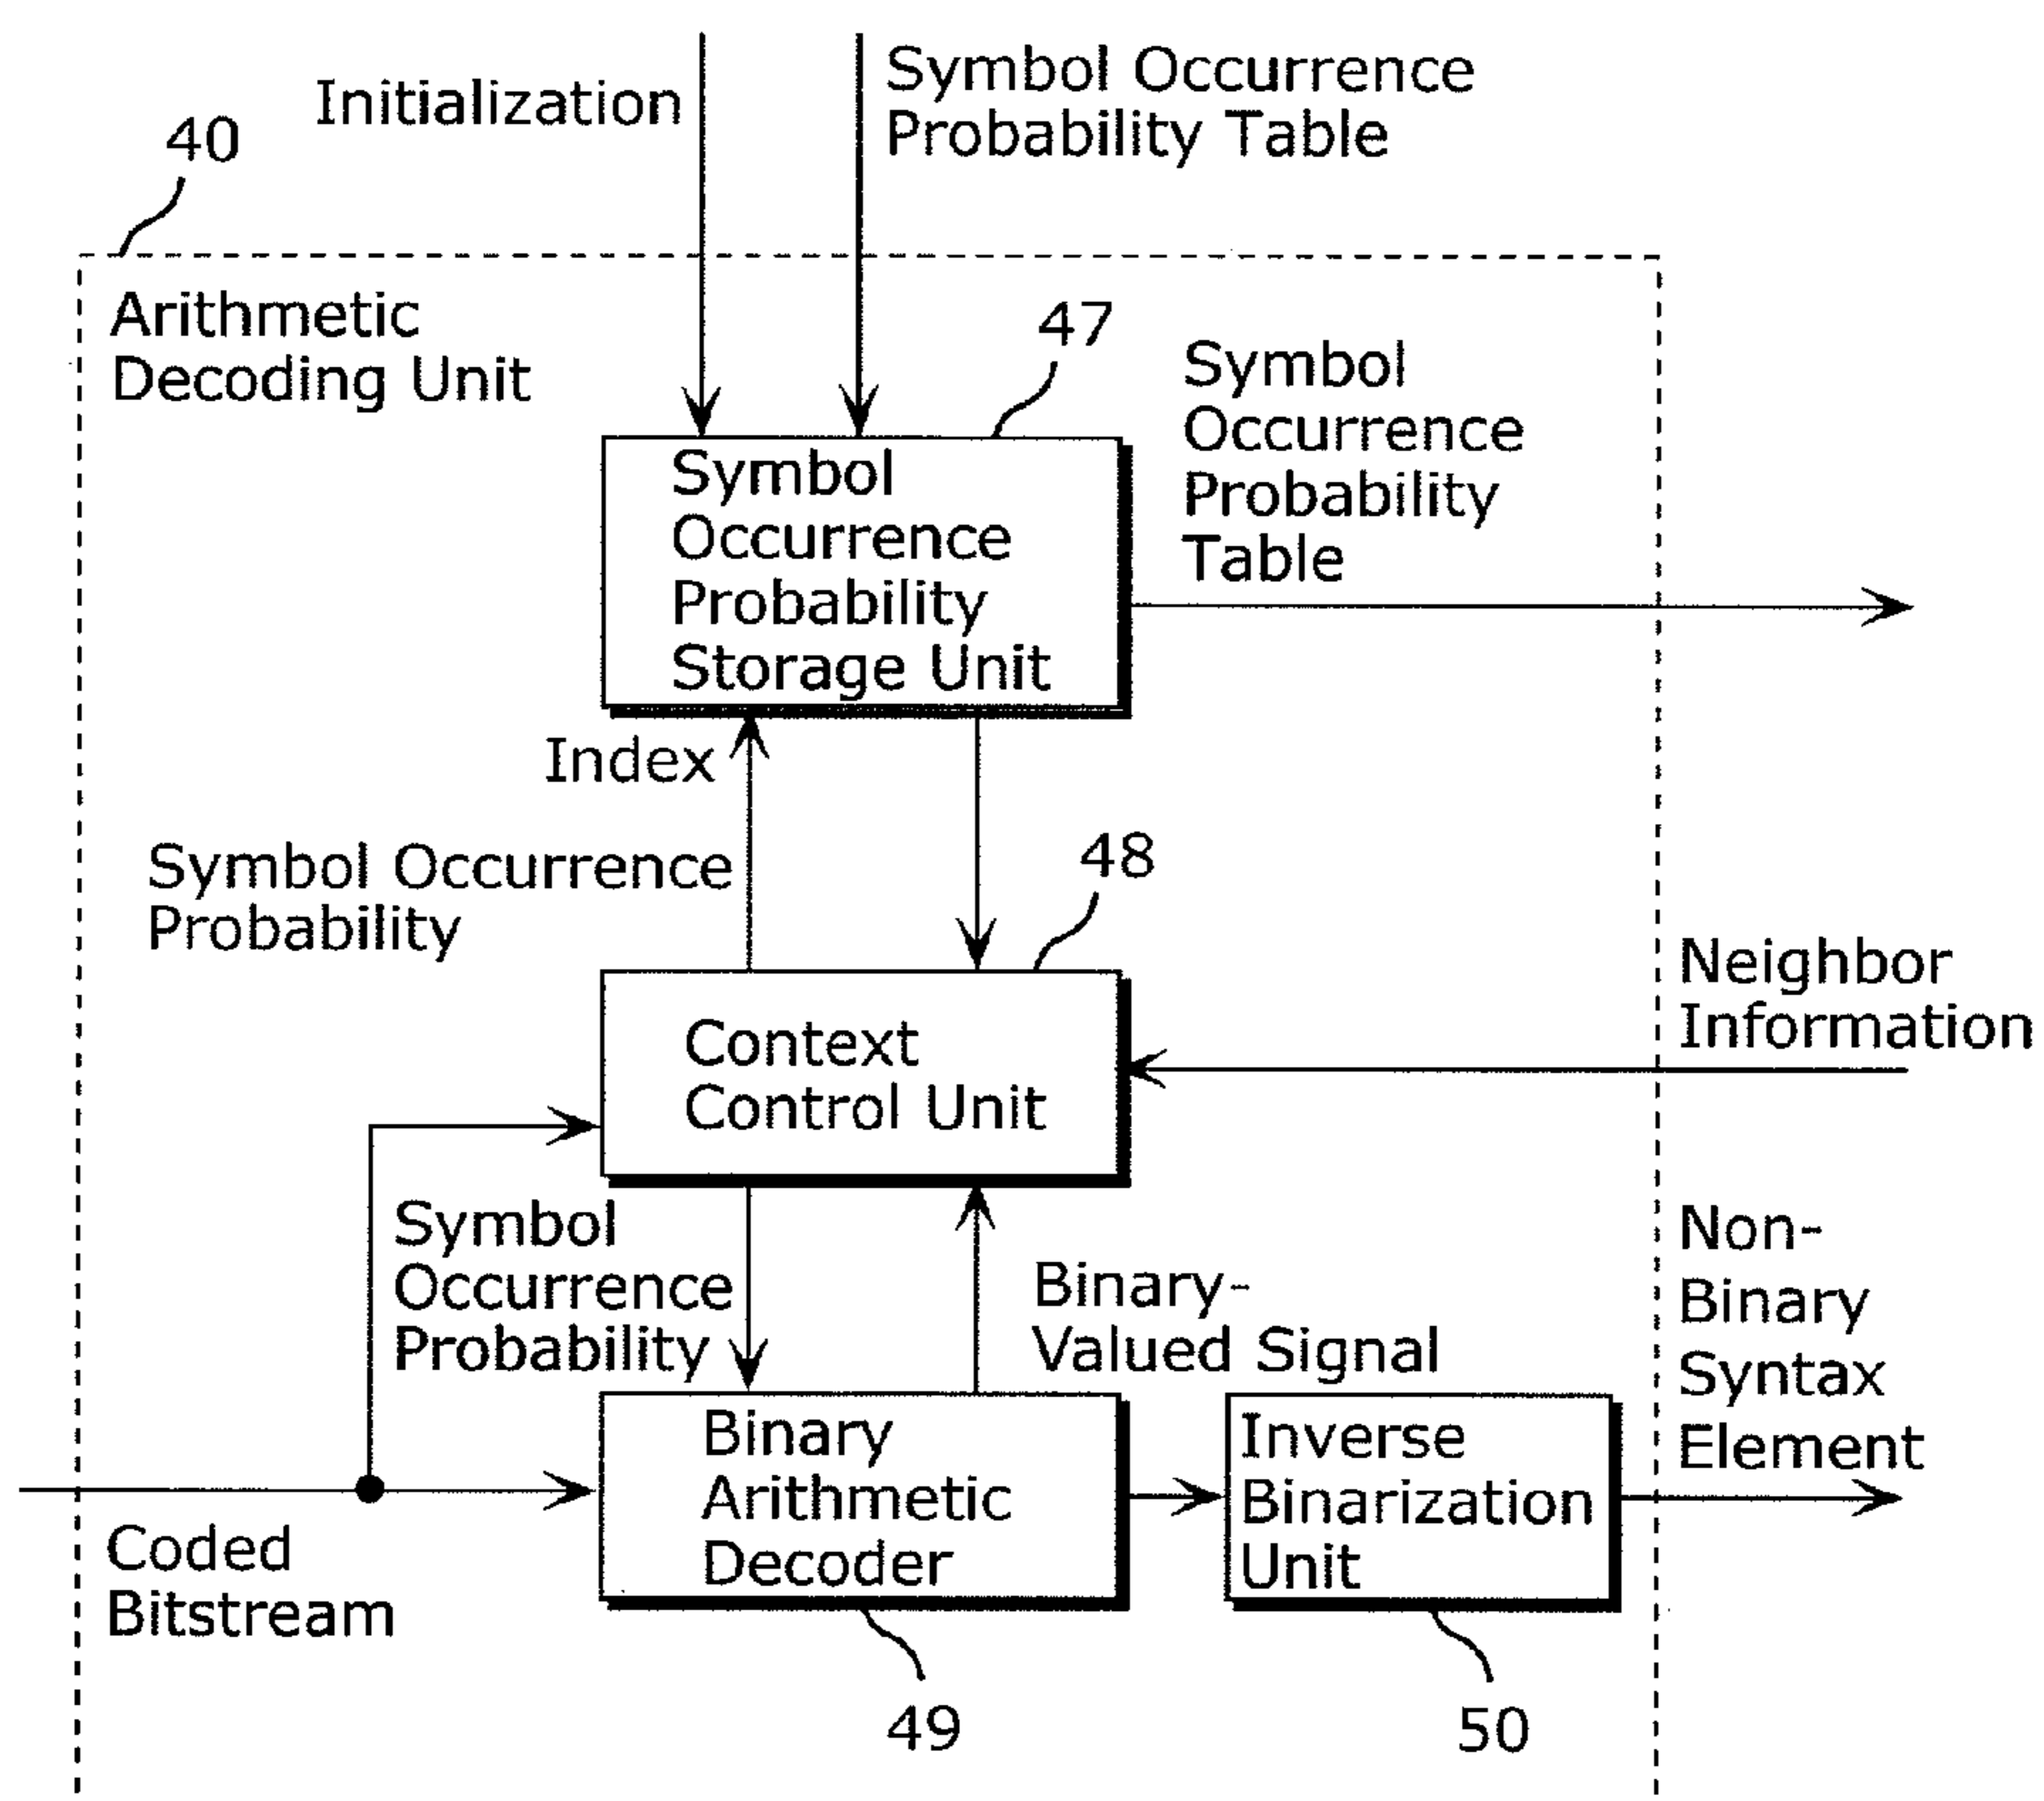 Initialization
Symbol Occurrence
Probability Table
40
Arithmetic
Decoding Unit
47
Symbol
Occurrence
Probability
Table
Symbol
Occurrence
Probability
Storage Unit
Index
Symbol Occurrence
Probability
48
Neighbor
Information
Context
Control Unit
Symbol
Occurrence
Probability
Binary-
Valued Signal
Non-
Binary
Syntax
Element
Binary
Arithmetic
Decoder
Inverse
Binarization
Unit
Coded
Bitstream
49
50